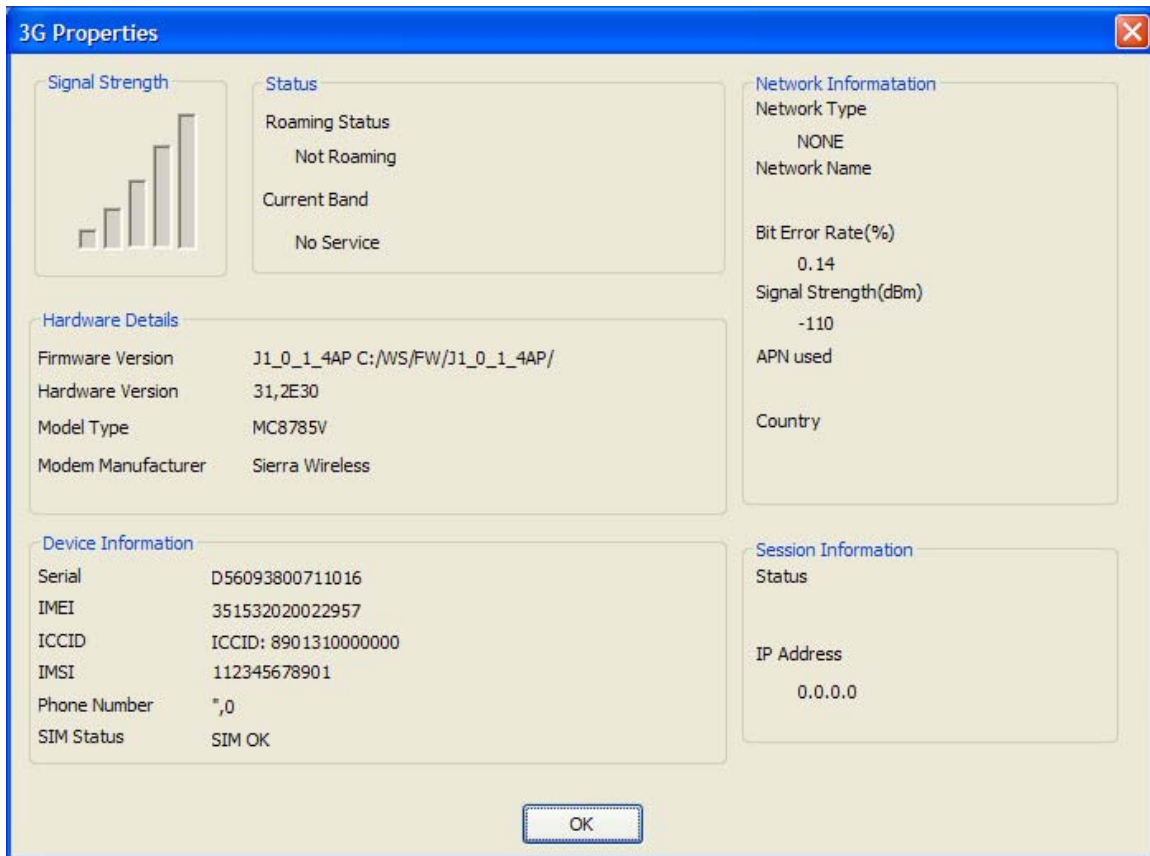 3G Properties
Signal Strength
Status
Roaming Status
Not Roaming
Current Band
No Service
Network Informatation
Network Type
NONE
Network Name
Bit Error Rate(%)
0.14
Signal Strength(dBm)
-110
APN used
Country
Hardware Details
Firmware Version J1_0_1_4AP C:/WS/FW/J1_0_1_4AP/
Hardware Version 31,2E30
Model Type MC8785V
Modem Manufacturer Sierra Wireless
Device Information
Serial D56093800711016
IMEI 351532020022957
ICCID ICCID: 8901310000000
IMSI 112345678901
Phone Number ",0
SIM Status SIM OK
Session Information
Status
IP Address
0.0.0.0
OK